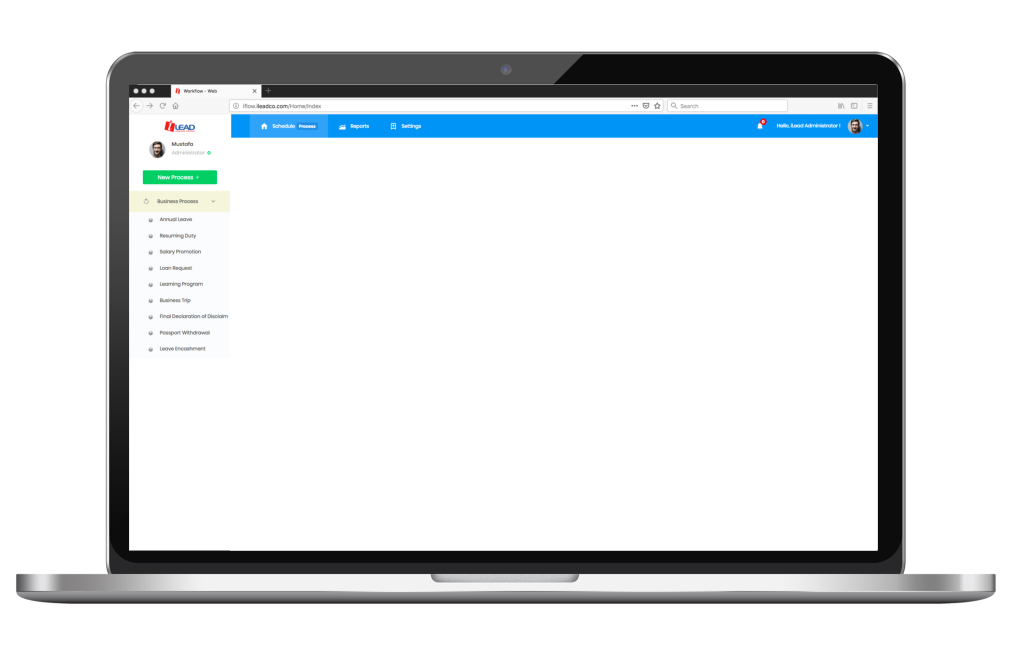 Workflow - Web
iflow.ileadco.com/Home/Index
Search
iLEAD
Schedule Process
Reports
Settings
Hello, iLead Administrator !
Mustafa
Administrator
New Process +
Business Process
Annual Leave
Resuming Duty
Salary Promotion
Loan Request
Learning Program
Business Trip
Final Declaration of Disclaim
Passport Withdrawal
Leave Encashment